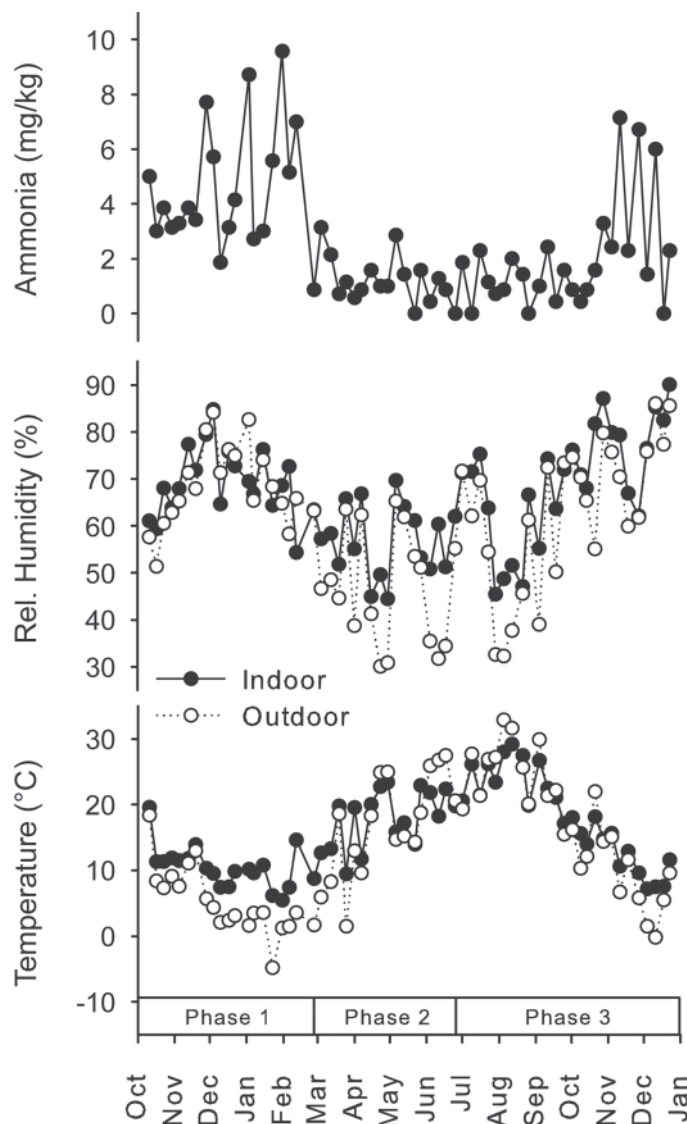 Ammonia (mg/kg)
10
8
6
4
2
0
Rel. Humidity (%)
90
80
70
60
50
40
30
Indoor
Outdoor
Temperature (°C)
30
20
10
0
-10
Phase 1 Phase 2 Phase 3
Oct Nov Dec Jan Feb Mar Apr May Jun Jul Aug Sep Oct Nov Dec Jan